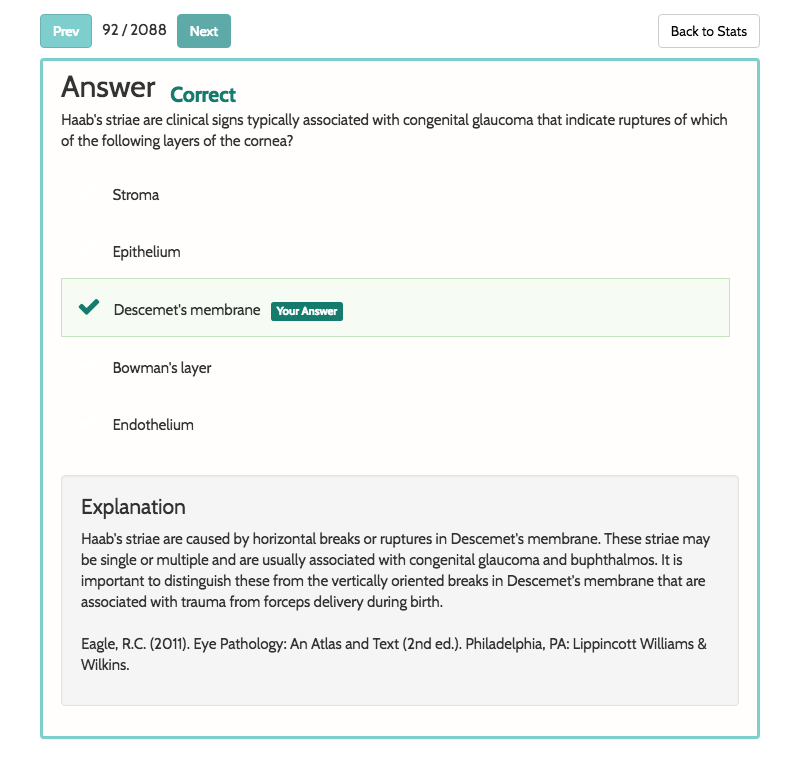 Prev 92 / 2088 Next Back to Stats
Answer Correct
Haab's striae are clinical signs typically associated with congenital glaucoma that indicate ruptures of which
of the following layers of the cornea?
Stroma
Epithelium
Descemet's membrane Your Answer
Bowman's layer
Endothelium
Explanation
Haab's striae are caused by horizontal breaks or ruptures in Descemet's membrane. These striae may
be single or multiple and are usually associated with congenital glaucoma and buphthalmos. It is
important to distinguish these from the vertically oriented breaks in Descemet's membrane that are
associated with trauma from forceps delivery during birth.
Eagle, R.C. (2011). Eye Pathology: An Atlas and Text (2nd ed.). Philadelphia, PA: Lippincott Williams &
Wilkins.